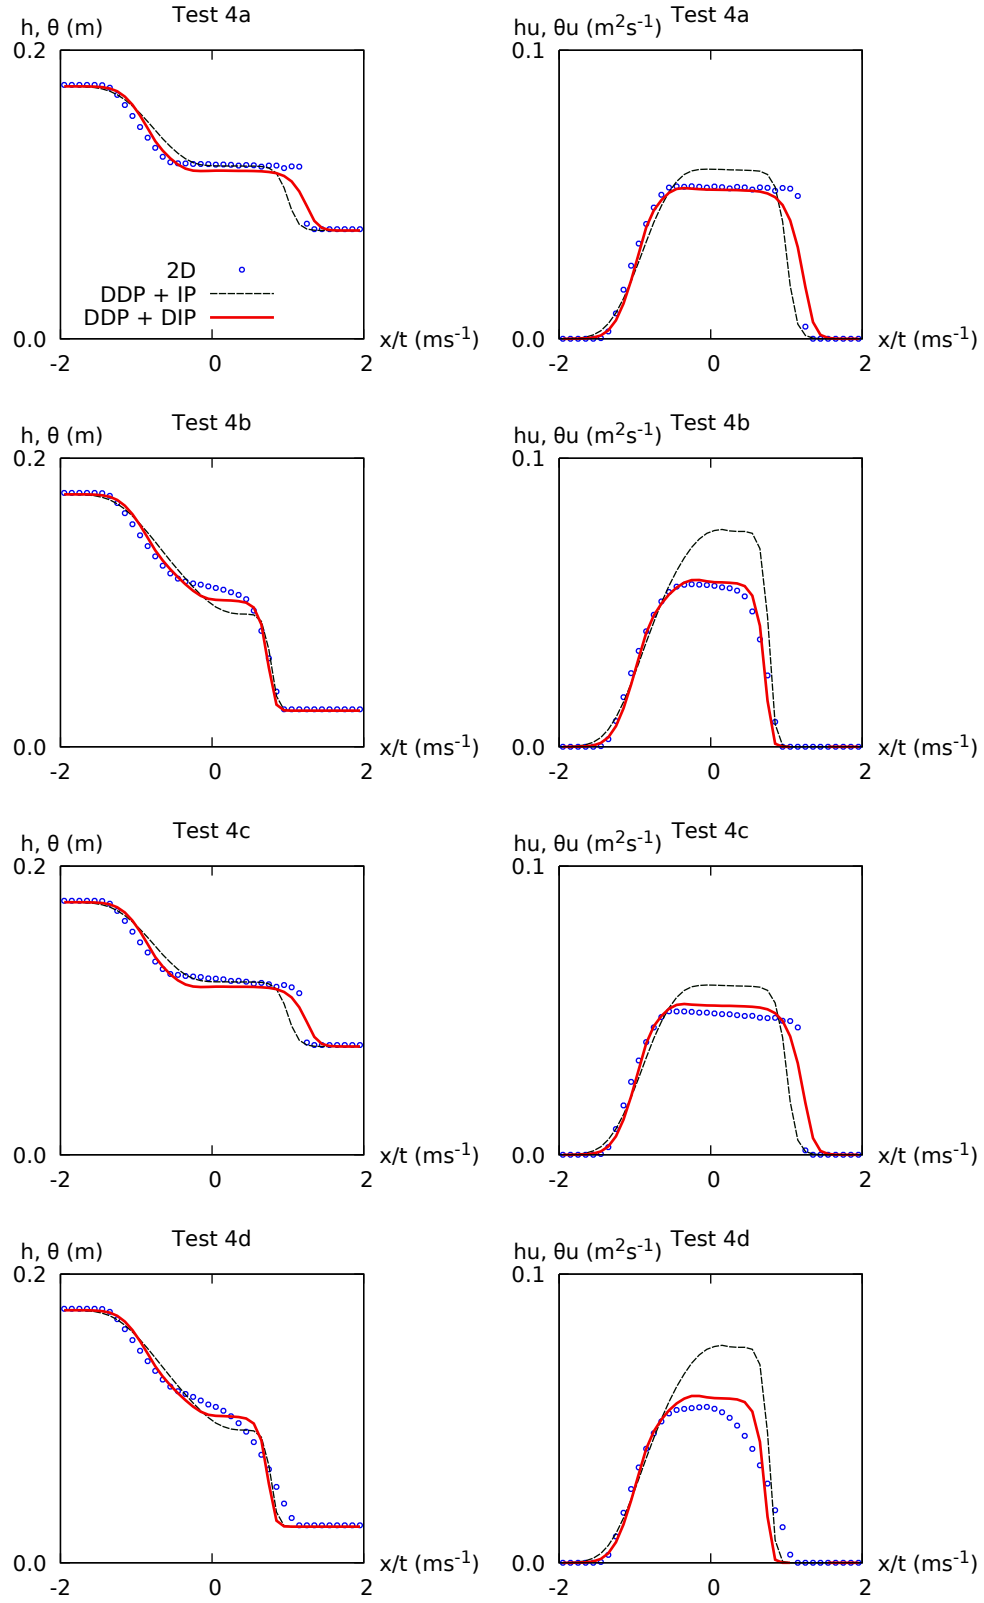 Test 4a
h, θ (m)
0.2
2D
DDP + IP
DDP + DIP
0.0
x/t (ms⁻¹)
-2 0 2
Test 4a
hu, θu (m²s⁻¹)
0.1
0.0
x/t (ms⁻¹)
-2 0 2
Test 4b
h, θ (m)
0.2
0.0
x/t (ms⁻¹)
-2 0 2
Test 4b
hu, θu (m²s⁻¹)
0.1
0.0
x/t (ms⁻¹)
-2 0 2
Test 4c
h, θ (m)
0.2
0.0
x/t (ms⁻¹)
-2 0 2
Test 4c
hu, θu (m²s⁻¹)
0.1
0.0
x/t (ms⁻¹)
-2 0 2
Test 4d
h, θ (m)
0.2
0.0
x/t (ms⁻¹)
-2 0 2
Test 4d
hu, θu (m²s⁻¹)
0.1
0.0
x/t (ms⁻¹)
-2 0 2